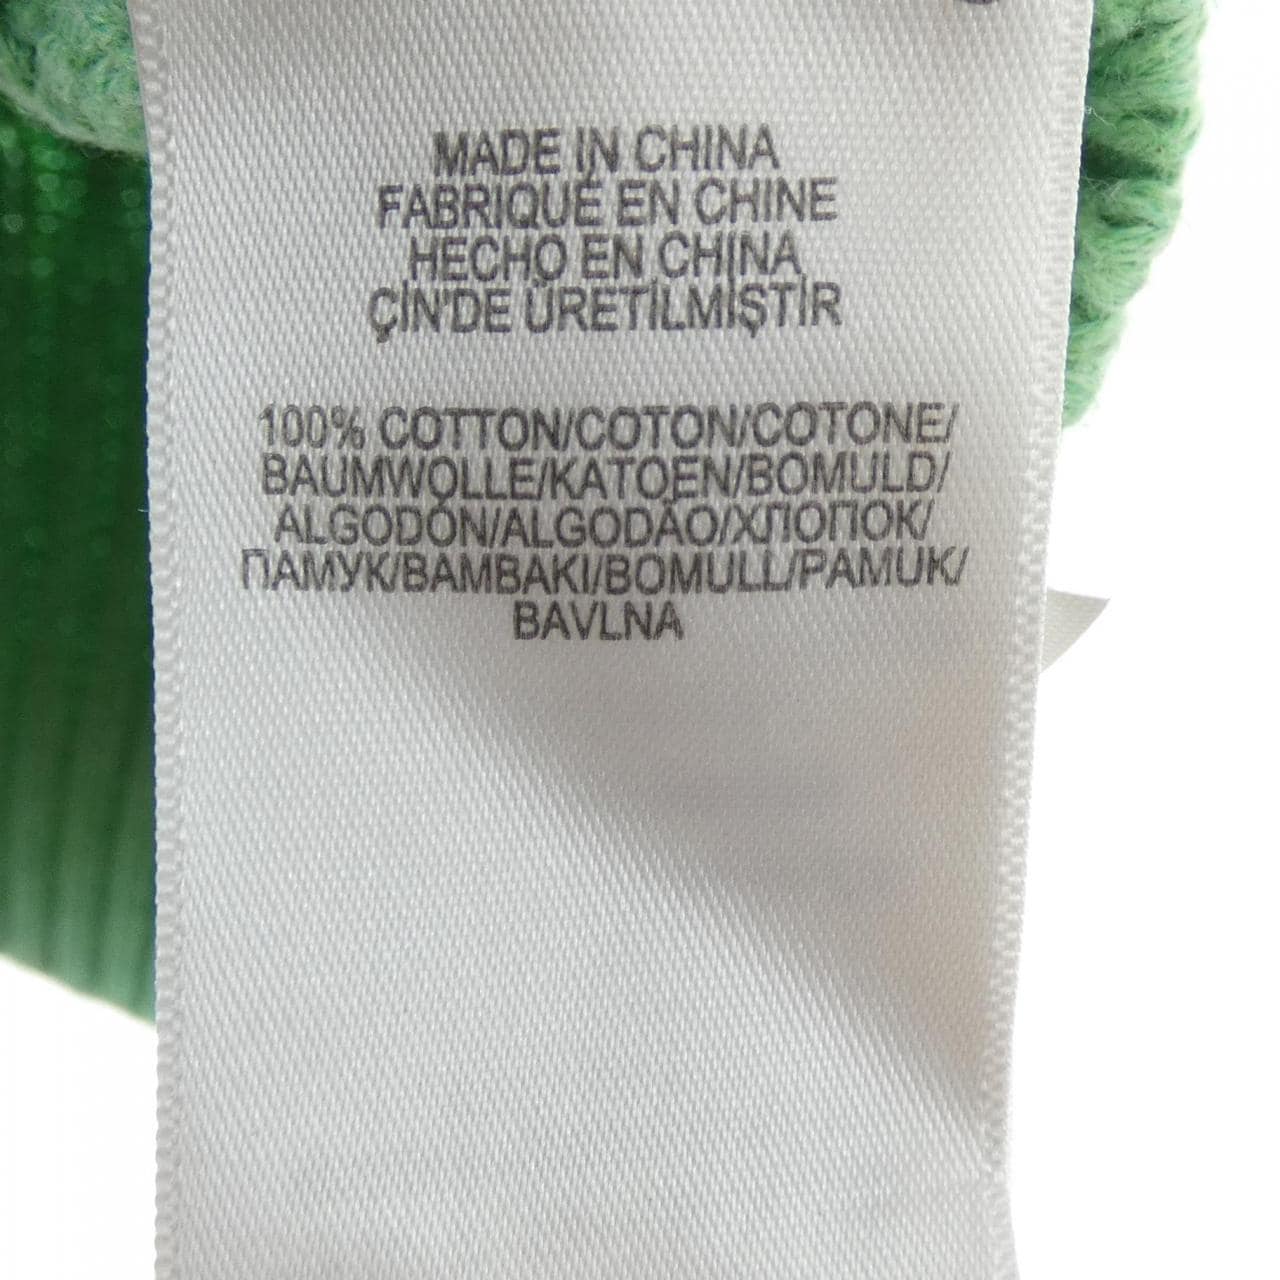 MADE IN CHINA
FABRIQUÉ EN CHINE
HECHO EN CHINA
ÇİN'DE ÜRETİLMİŞTİR
100% COTTON/COTON/COTONE/
BAUMWOLLE/KATOEN/BOMULD/
ALGODÓN/ALGODÃO/ХЛОПОК/
ПАМУК/BAMBAKI/BOMULL/PAMUK/
BAVLNA